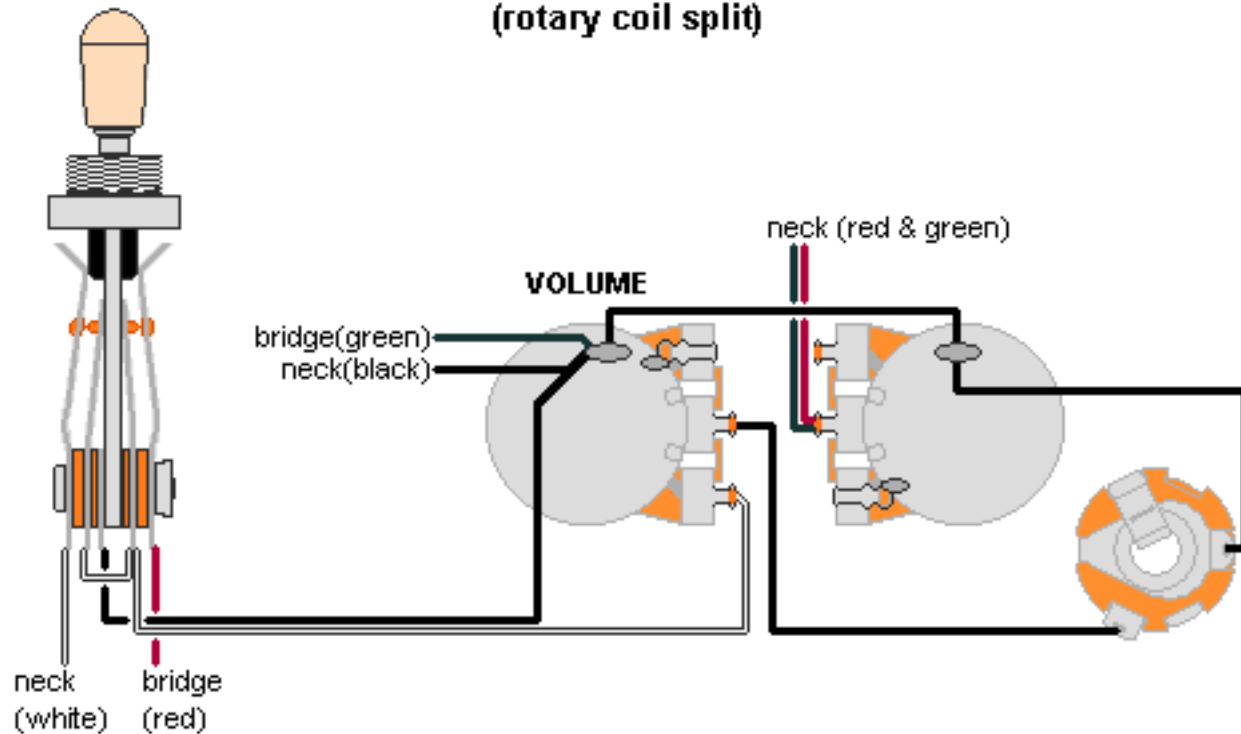 (rotary coil split)
neck (red & green)
VOLUME
bridge(green)
neck(black)
neck
(white)
bridge
(red)